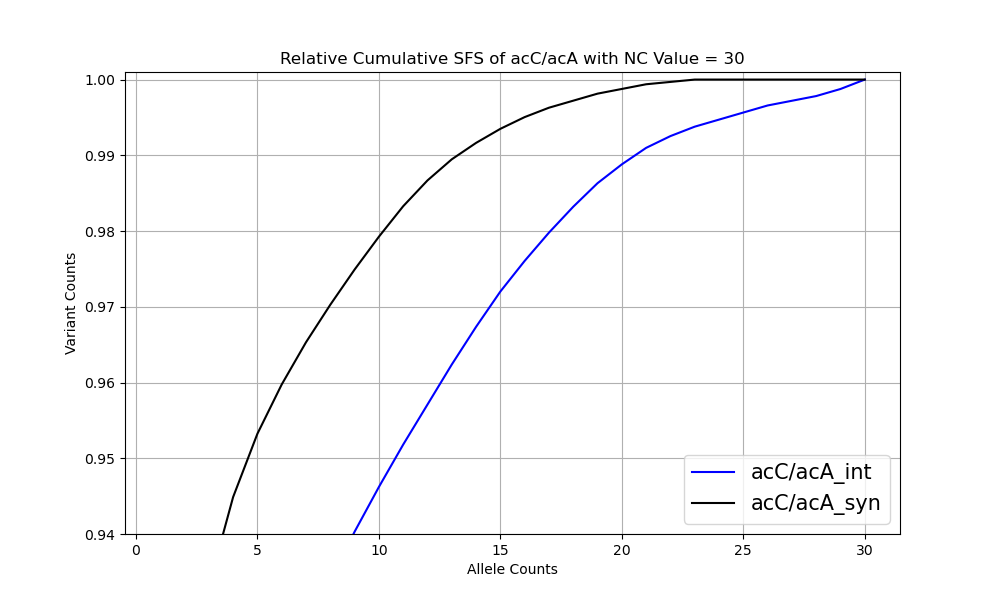 Relative Cumulative SFS of acC/acA with NC Value = 30
Variant Counts
1.00
0.99
0.98
0.97
0.96
0.95
0.94
0 5 10 15 20 25 30
Allele Counts
acC/acA_int
acC/acA_syn